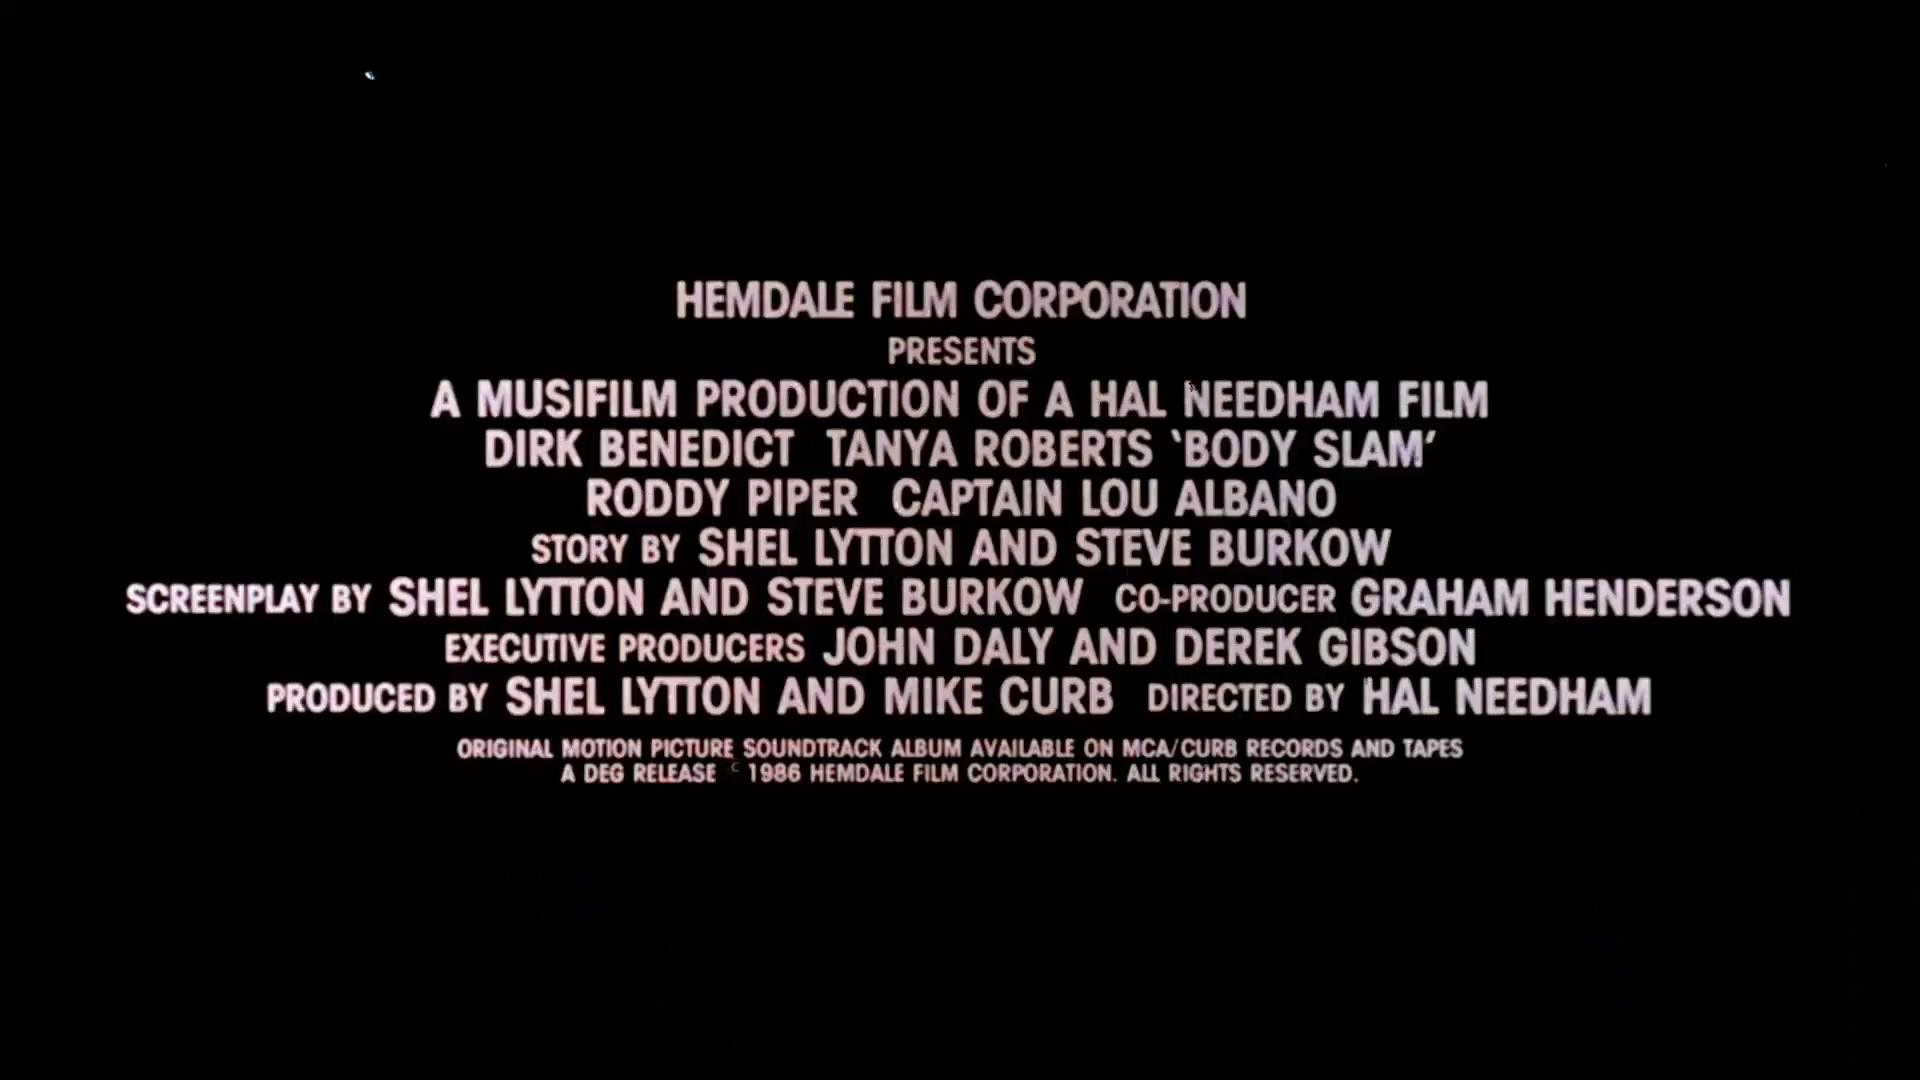 HEMDALE FILM CORPORATION
PRESENTS
A MUSIFILM PRODUCTION OF A HAL NEEDHAM FILM
DIRK BENEDICT TANYA ROBERTS 'BODY SLAM'
RODDY PIPER CAPTAIN LOU ALBANO
STORY BY SHEL LYTTON AND STEVE BURKOW
SCREENPLAY BY SHEL LYTTON AND STEVE BURKOW CO-PRODUCER GRAHAM HENDERSON
EXECUTIVE PRODUCERS JOHN DALY AND DEREK GIBSON
PRODUCED BY SHEL LYTTON AND MIKE CURB DIRECTED BY HAL NEEDHAM
ORIGINAL MOTION PICTURE SOUNDTRACK ALBUM AVAILABLE ON MCA/CURB RECORDS AND TAPES
A DEG RELEASE © 1986 HEMDALE FILM CORPORATION. ALL RIGHTS RESERVED.